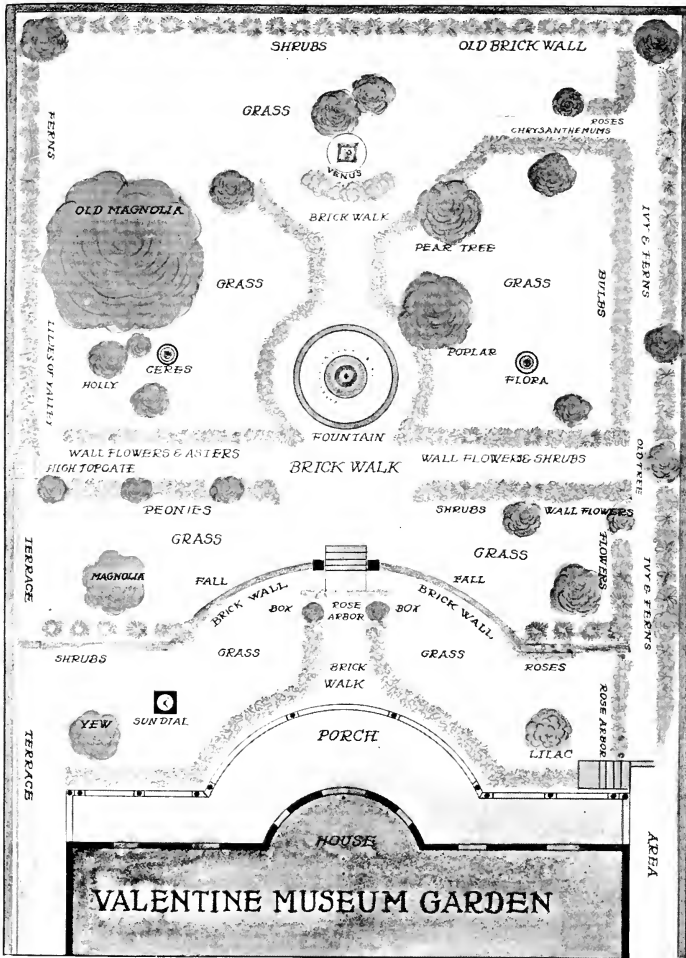 SHRUBS
OLD BRICK WALL
FERNS
GRASS
ROSES
CHRYSANTHEMUMS
VENUS
OLD MAGNOLIA
BRICK WALK
PEAR TREE
IVY & FERNS
GRASS
GRASS
BULBS
LILIES OF VALLEY
HOLLY
CERES
POPLAR
FLORA
FOUNTAIN
WALL FLOWERS & ASTERS
WALL FLOWERS & SHRUBS
HIGH TOP GATE
BRICK WALK
OLD TREE
PEONIES
SHRUBS
WALL FLOWERS
GRASS
GRASS
FLOWERS
TERRACE
MAGNOLIA
FALL
FALL
BRICK WALL
BRICK WALL
IVY & FERNS
BOX
ROSE
ARBOR
BOX
SHRUBS
GRASS
GRASS
ROSES
BRICK
WALK
YEW
SUN DIAL
ROSE ARBOR
TERRACE
PORCH
LILAC
HOUSE
AREA
VALENTINE MUSEUM GARDEN